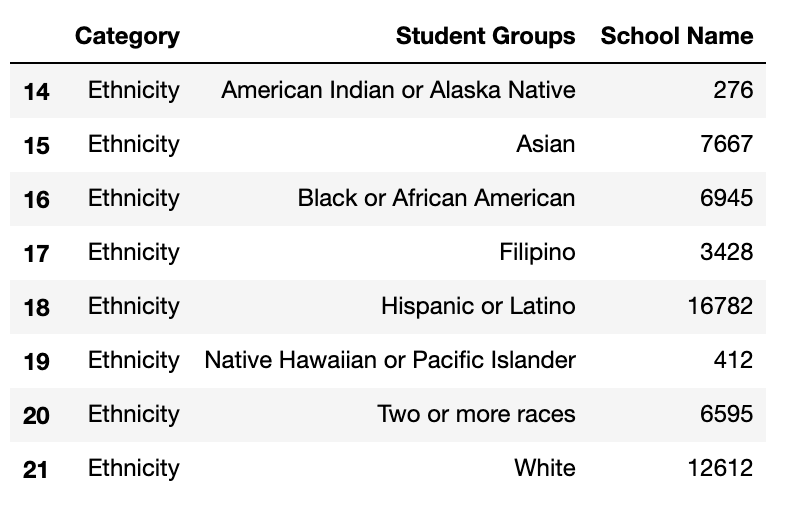 Category Student Groups School Name
14 Ethnicity American Indian or Alaska Native 276
15 Ethnicity Asian 7667
16 Ethnicity Black or African American 6945
17 Ethnicity Filipino 3428
18 Ethnicity Hispanic or Latino 16782
19 Ethnicity Native Hawaiian or Pacific Islander 412
20 Ethnicity Two or more races 6595
21 Ethnicity White 12612